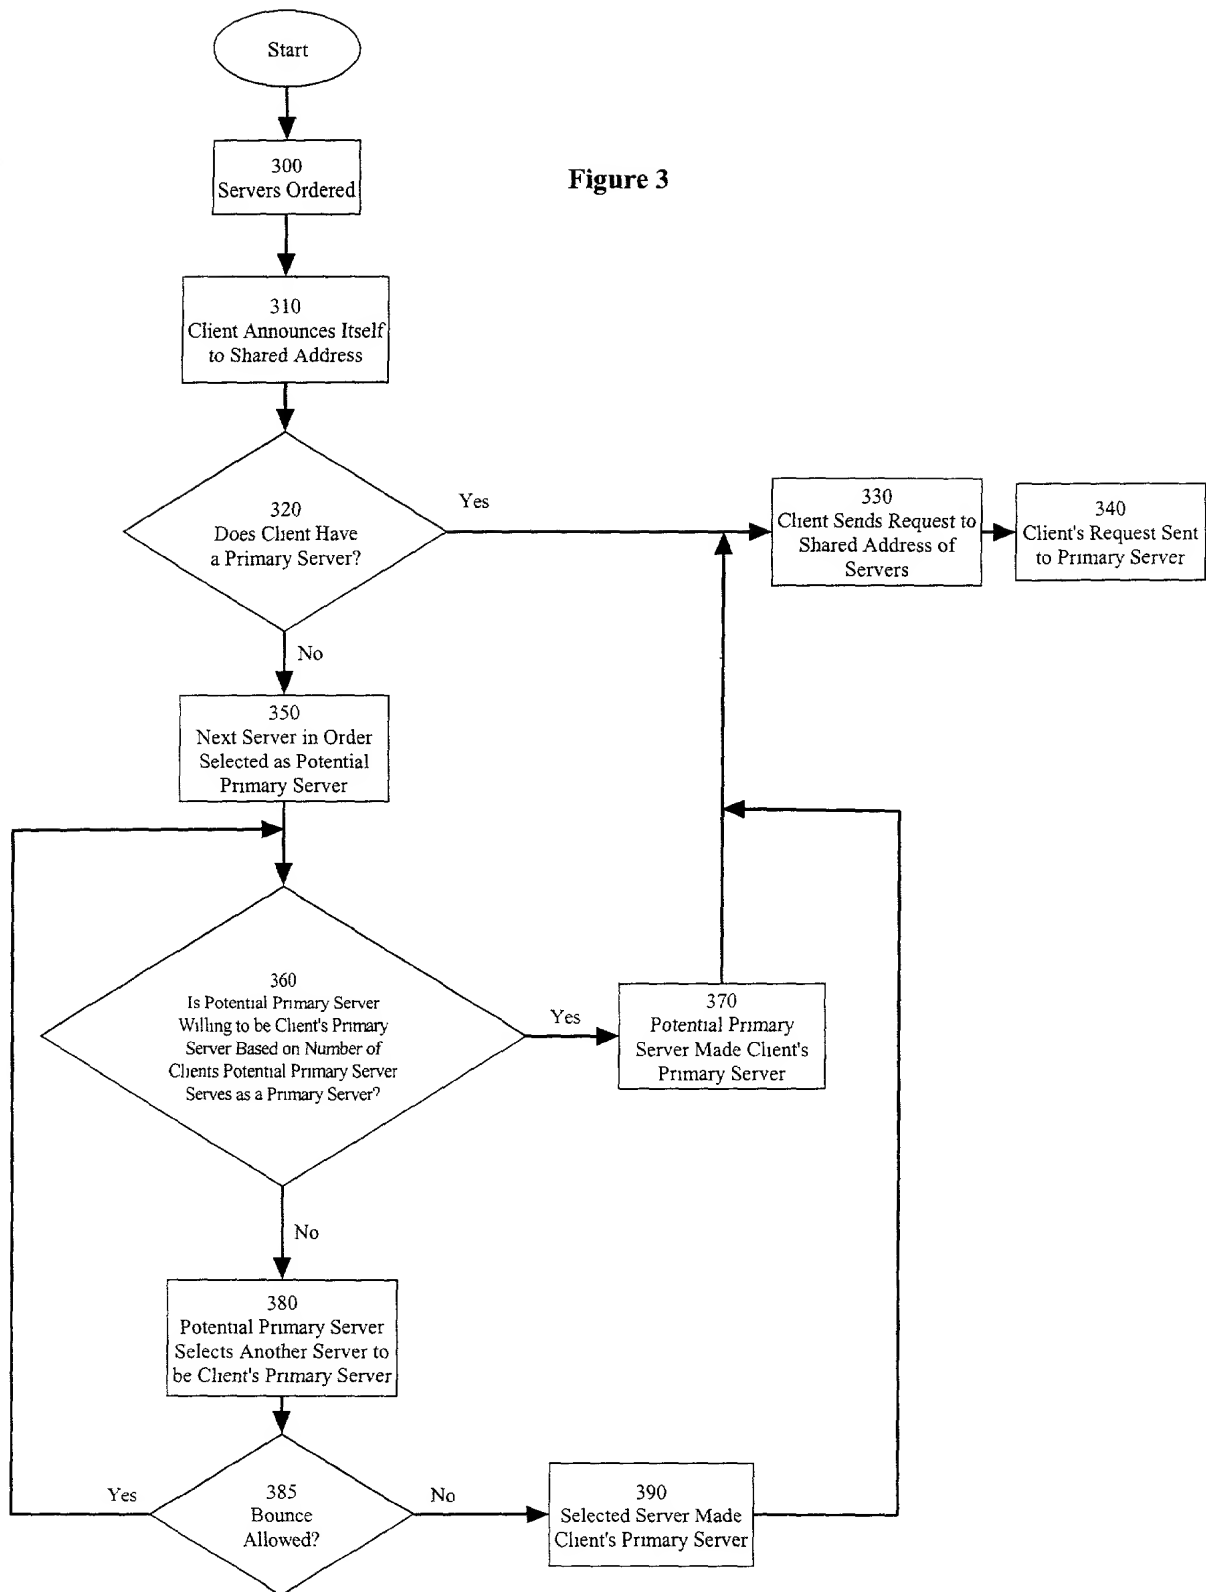 Start
300
Servers Ordered
Figure 3
310
Client Announces Itself
to Shared Address
320
Does Client Have
a Primary Server?
Yes
330
Client Sends Request to
Shared Address of
Servers
340
Client's Request Sent
to Primary Server
No
350
Next Server in Order
Selected as Potential
Primary Server
360
Is Potential Primary Server
Willing to be Client's Primary
Server Based on Number of
Clients Potential Primary Server
Serves as a Primary Server?
Yes
370
Potential Primary
Server Made Client's
Primary Server
No
380
Potential Primary Server
Selects Another Server to
be Client's Primary Server
Yes
385
Bounce
Allowed?
No
390
Selected Server Made
Client's Primary Server